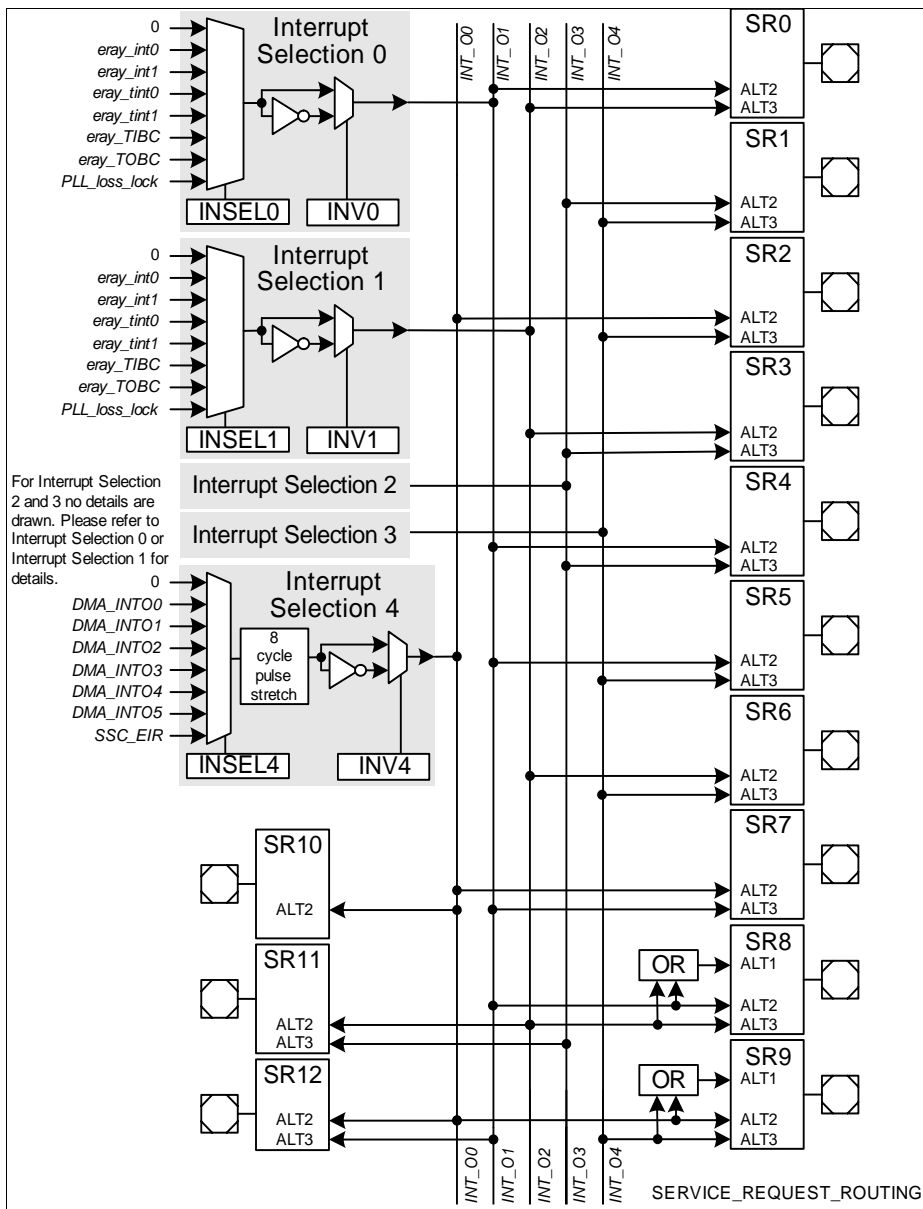 Interrupt
Selection 0
0
eray_int0
eray_int1
eray_tint0
eray_tint1
eray_TIBC
eray_TOBC
PLL_loss_lock
INSEL0
INV0
Interrupt
Selection 1
0
eray_int0
eray_int1
eray_tint0
eray_tint1
eray_TIBC
eray_TOBC
PLL_loss_lock
INSEL1
INV1
For Interrupt Selection
2 and 3 no details are
drawn. Please refer to
Interrupt Selection 0 or
Interrupt Selection 1 for
details.
Interrupt Selection 2
Interrupt Selection 3
Interrupt
Selection 4
0
DMA_INTO0
DMA_INTO1
DMA_INTO2
DMA_INTO3
DMA_INTO4
DMA_INTO5
SSC_EIR
8
cycle
pulse
stretch
INSEL4
INV4
INT_O0
INT_O1
INT_O2
INT_O3
INT_O4
SR0
ALT2
ALT3
SR1
ALT2
ALT3
SR2
ALT2
ALT3
SR3
ALT2
ALT3
SR4
ALT2
ALT3
SR5
ALT2
ALT3
SR6
ALT2
ALT3
SR7
ALT2
ALT3
SR10
ALT2
SR11
ALT2
ALT3
SR12
ALT2
ALT3
OR
SR8
ALT1
ALT2
ALT3
OR
SR9
ALT1
ALT2
ALT3
INT_O0
INT_O1
INT_O2
INT_O3
INT_O4
SERVICE_REQUEST_ROUTING